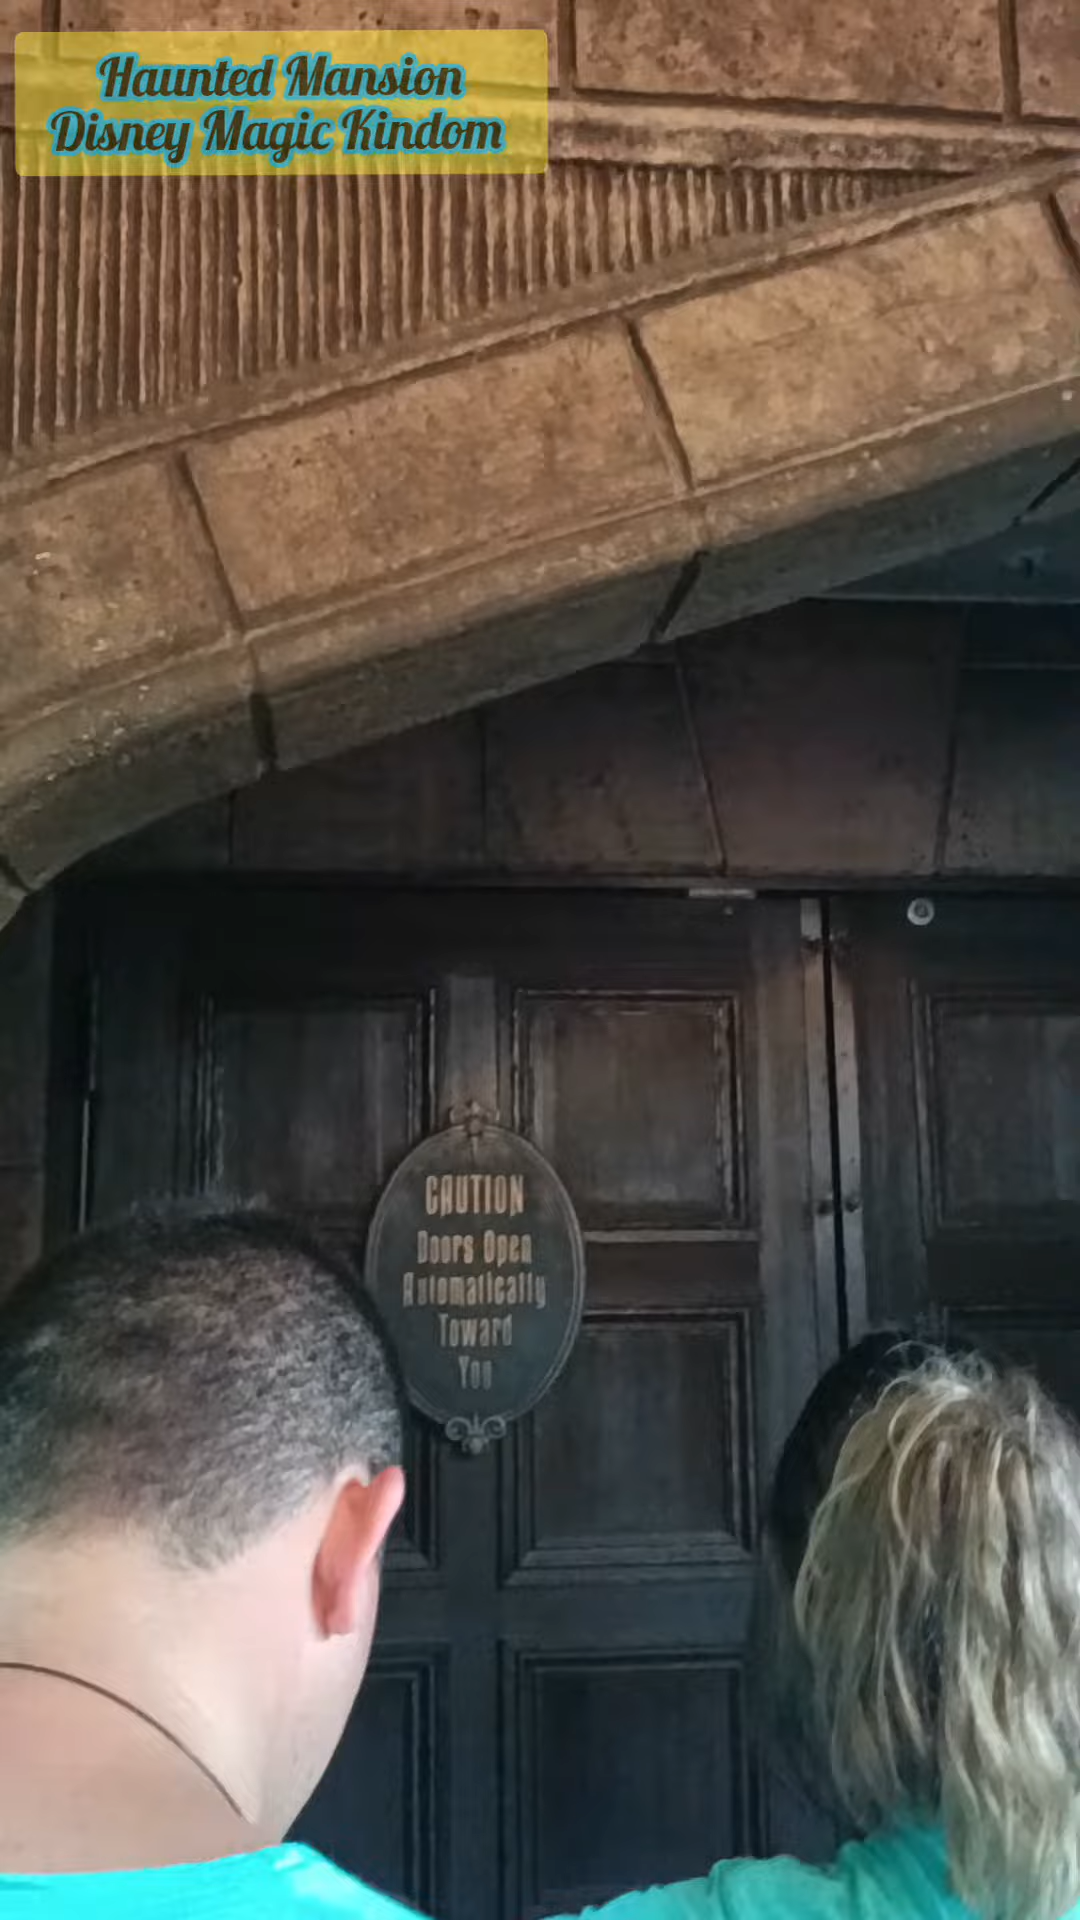 Haunted Mansion
Disney Magic Kindom
CAUTION
Doors Open
Automatically
Toward
You